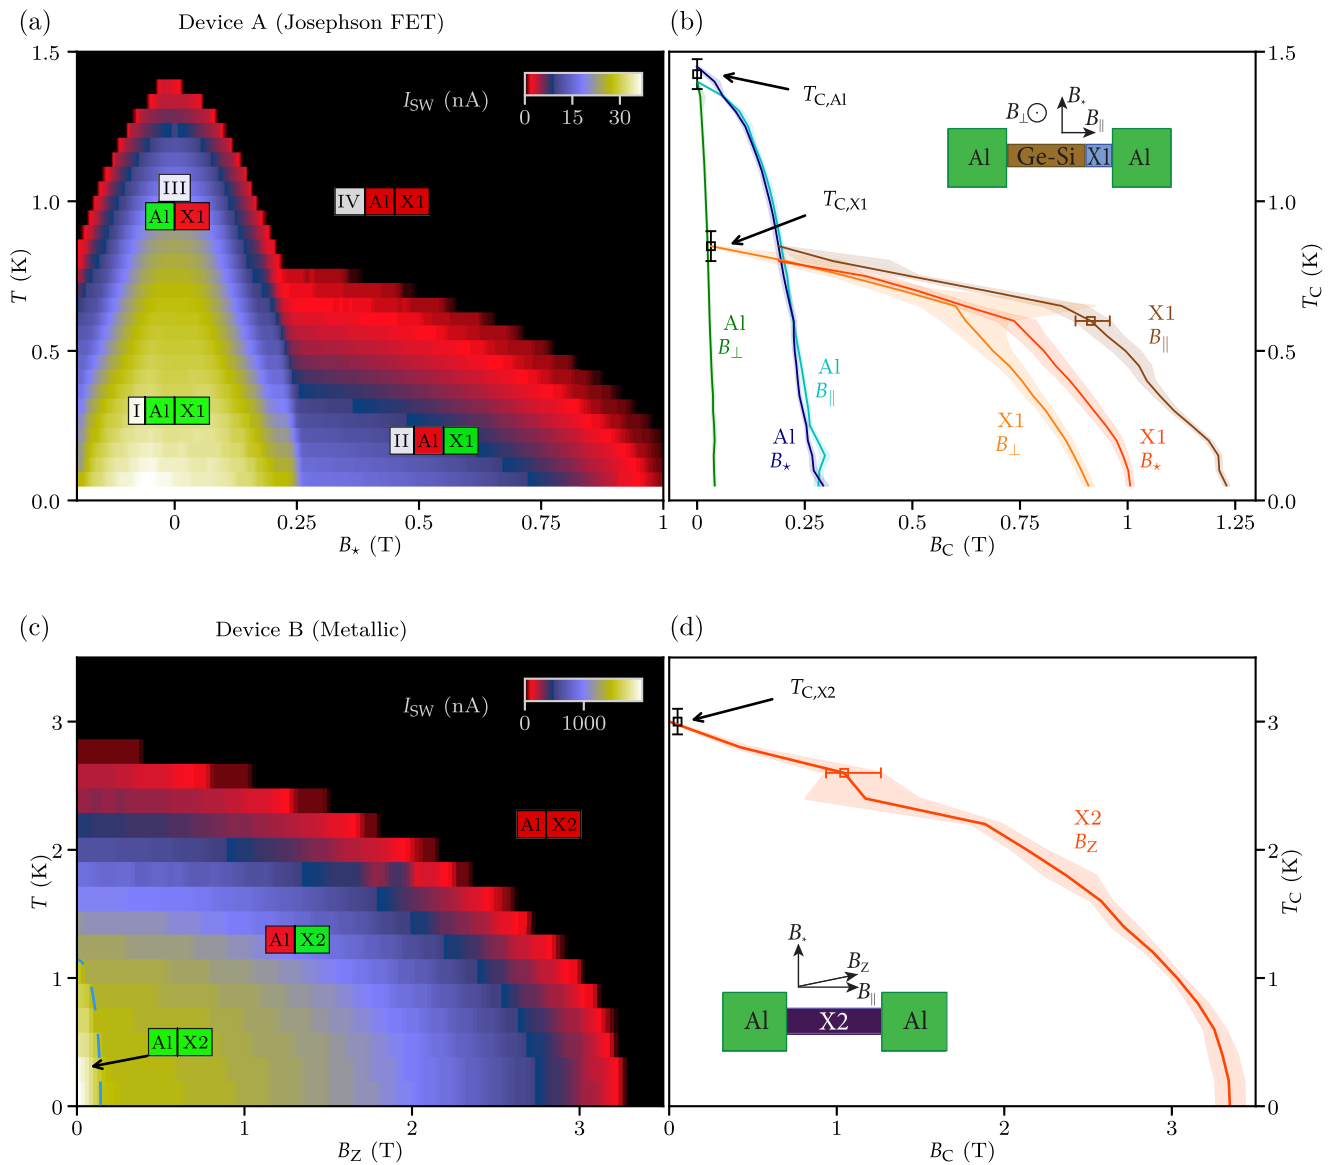 (a) Device A (Josephson FET)
1.5
1.0
0.5
0.0
T (K)
I_SW (nA)
0 15 30
III
Al X1
IV Al X1
I Al X1
II Al X1
0 0.25 0.5 0.75 1
B⋆ (T)
(b)
T_C,Al
T_C,X1
B⊥ B* B∥
Al Ge-Si X1 Al
Al
B⊥
Al
B∥
Al
B⋆
X1
B⊥
X1
B⋆
X1
B∥
1.5
1.0
0.5
0.0
T_C (K)
0 0.25 0.5 0.75 1 1.25
B_C (T)
(c) Device B (Metallic)
3
2
1
0
T (K)
I_SW (nA)
0 1000
Al X2
Al X2
Al X2
0 1 2 3
B_Z (T)
(d)
T_C,X2
X2
B_Z
B*
B_Z
B∥
Al X2 Al
3
2
1
0
T_C (K)
0 1 2 3
B_C (T)